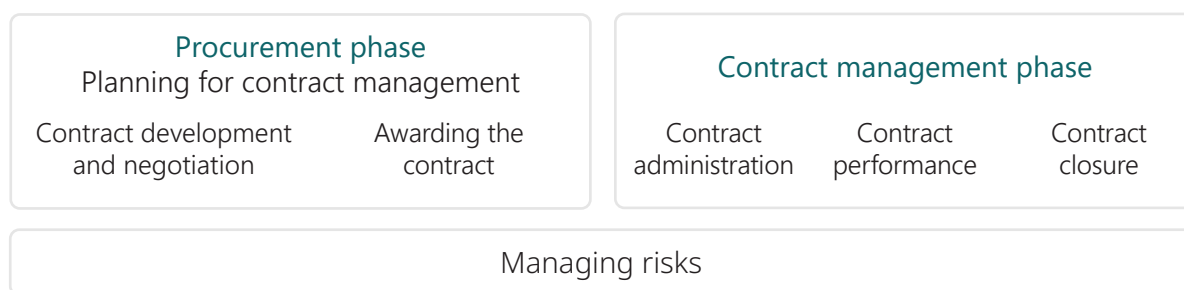 Procurement phase
Planning for contract management
Contract development
and negotiation
Awarding the
contract
Contract management phase
Contract
administration
Contract
performance
Contract
closure
Managing risks